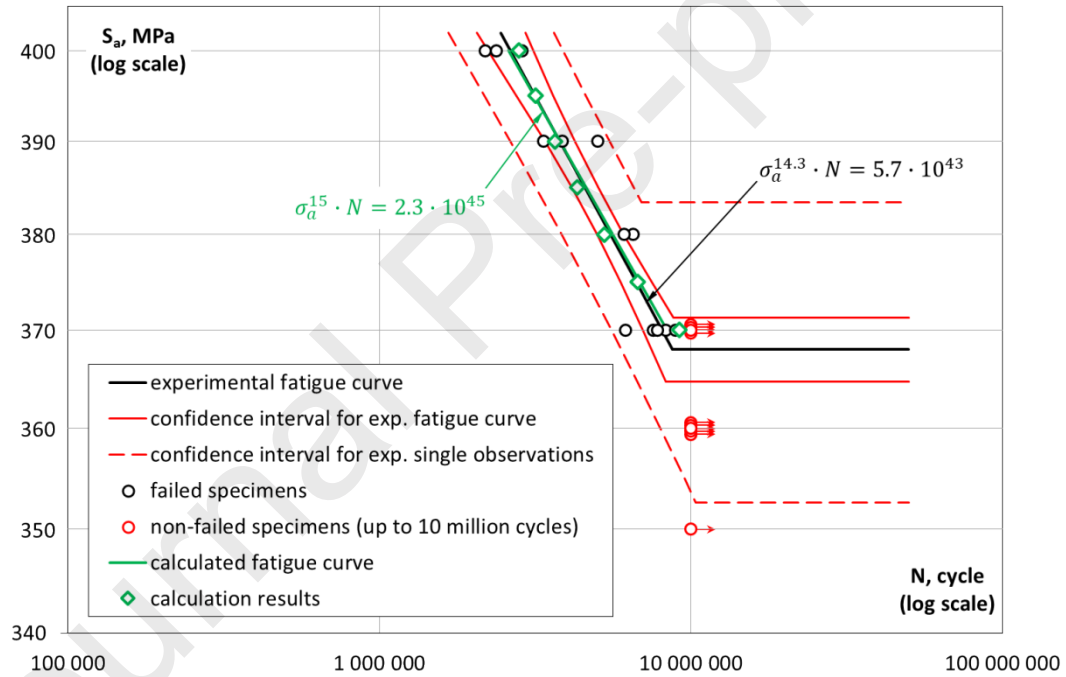 Sₐ, MPa
(log scale)
400
390
380
370
360
350
340
σₐ¹⁵ · N = 2.3 · 10⁴⁵
σₐ¹⁴·³ · N = 5.7 · 10⁴³
experimental fatigue curve
confidence interval for exp. fatigue curve
confidence interval for exp. single observations
failed specimens
non-failed specimens (up to 10 million cycles)
calculated fatigue curve
calculation results
N, cycle
(log scale)
100 000
1 000 000
10 000 000
100 000 000
urnal Pre-p